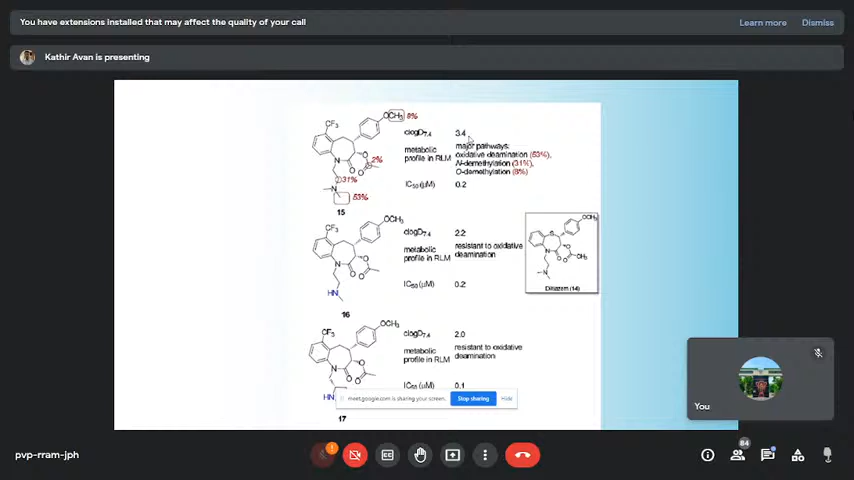 You have extensions installed that may affect the quality of your call
Learn more
Dismiss
Kathir Avan is presenting
OCH₃ 8%
CF₃
clogD₇.₄ 3.4
metabolic profile in RLM
major pathways:
oxidative deamination (53%),
N-demethylation (31%),
O-demethylation (8%)
2%
31%
53%
IC₅₀ (μM) 0.2
15
OCH₃
CF₃
clogD₇.₄ 2.2
metabolic profile in RLM
resistant to oxidative
deamination
IC₅₀ (μM) 0.2
HN
16
OCH₃
S
CH₃
Diltiazem (14)
OCH₃
CF₃
clogD₇.₄ 2.0
metabolic profile in RLM
resistant to oxidative
deamination
IC₅₀ (μM) 0.1
HN
17
meet.google.com is sharing your screen.
Stop sharing
Hide
You
pvp-rram-jph
84